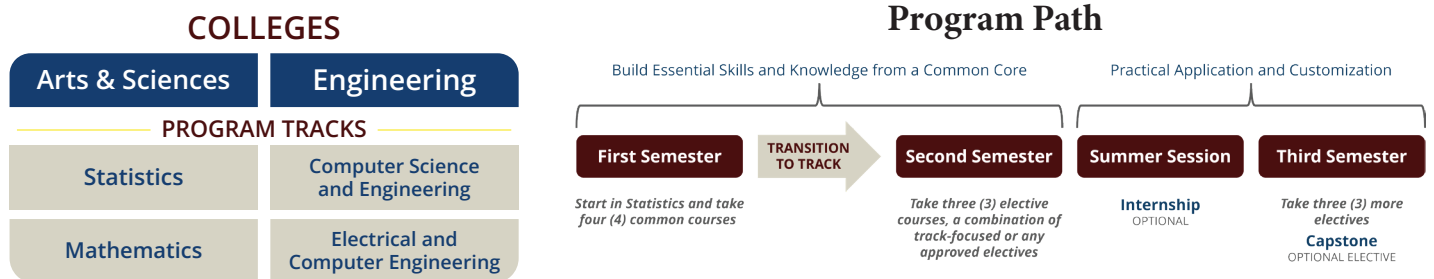 COLLEGES
Arts & Sciences
Engineering
PROGRAM TRACKS
Statistics
Computer Science
and Engineering
Mathematics
Electrical and
Computer Engineering
Program Path
Build Essential Skills and Knowledge from a Common Core
Practical Application and Customization
First Semester
TRANSITION
TO TRACK
Second Semester
Summer Session
Third Semester
Start in Statistics and take
four (4) common courses
Take three (3) elective
courses, a combination of
track-focused or any
approved electives
Internship
OPTIONAL
Take three (3) more
electives
Capstone
OPTIONAL ELECTIVE